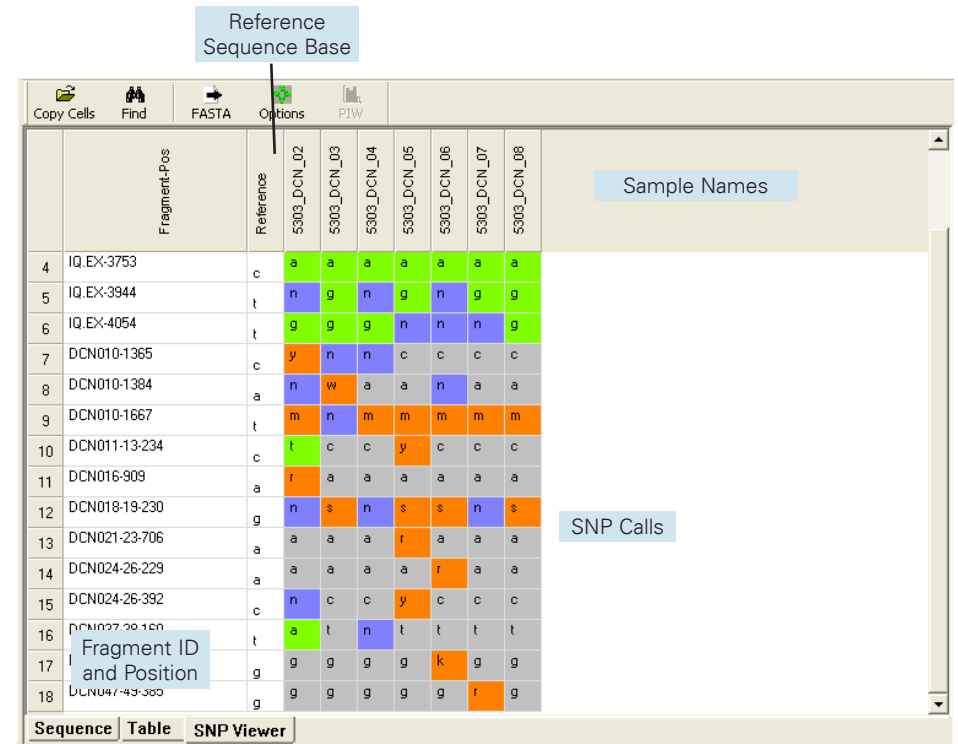 Reference
Sequence Base
Copy Cells Find FASTA Options PIW
Fragment-Pos Reference 5303_DCN_02 5303_DCN_03 5303_DCN_04 5303_DCN_05 5303_DCN_06 5303_DCN_07 5303_DCN_08
Sample Names
4 IQ.EX-3753 c a a a a a a a
5 IQ.EX-3944 t n g n g n g g
6 IQ.EX-4054 t g g g n n n g
7 DCN010-1365 c y n n c c c c
8 DCN010-1384 a n w a a n a a
9 DCN010-1667 t m n m m m m m
10 DCN011-13-234 c t c c y c c c
11 DCN016-909 a r a a a a a a
12 DCN018-19-230 g n s n s s n s
SNP Calls
13 DCN021-23-706 a a a a r a a a
14 DCN024-26-229 a a a a a r a a
15 DCN024-26-392 c n c c y c c c
16 t a t n t t t t
Fragment ID
and Position
17 g g g g g k g g
18 DCN047-49-385 g g g g g g r g
Sequence Table SNP Viewer